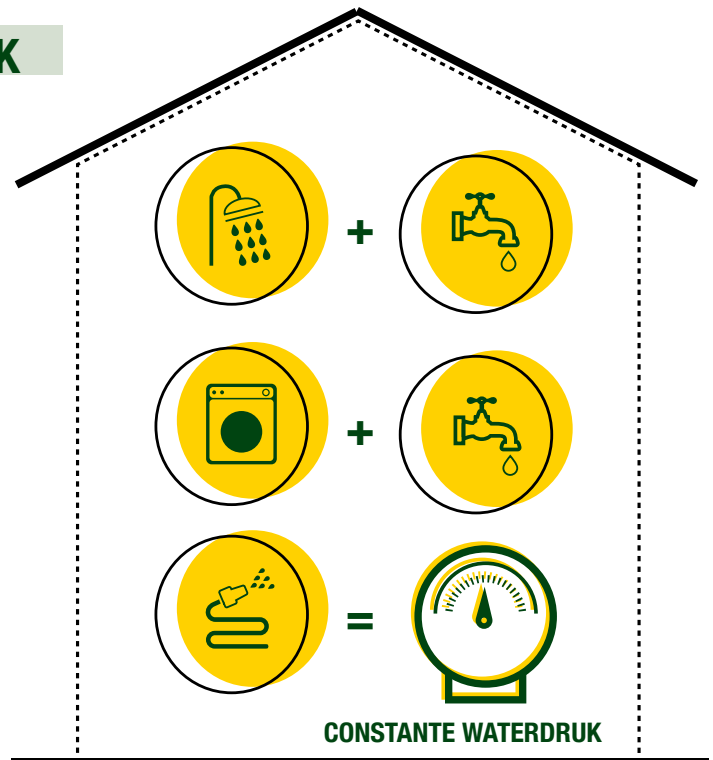 K
+
+
=
CONSTANTE WATERDRUK